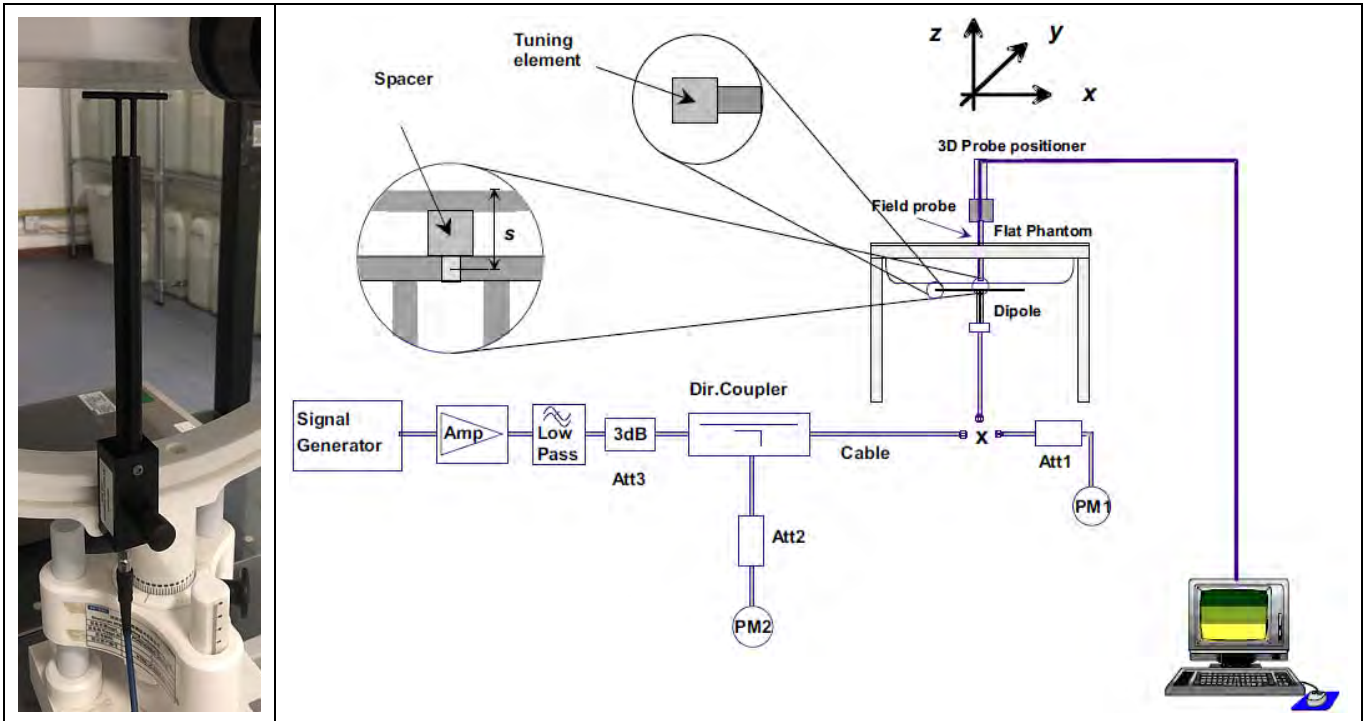 Tuning
element
Spacer
s
z
y
x
3D Probe positioner
Field probe
Flat Phantom
Dipole
Dir.Coupler
Signal
Generator
Amp
Low
Pass
3dB
Att3
Cable
x
Att1
PM1
Att2
PM2